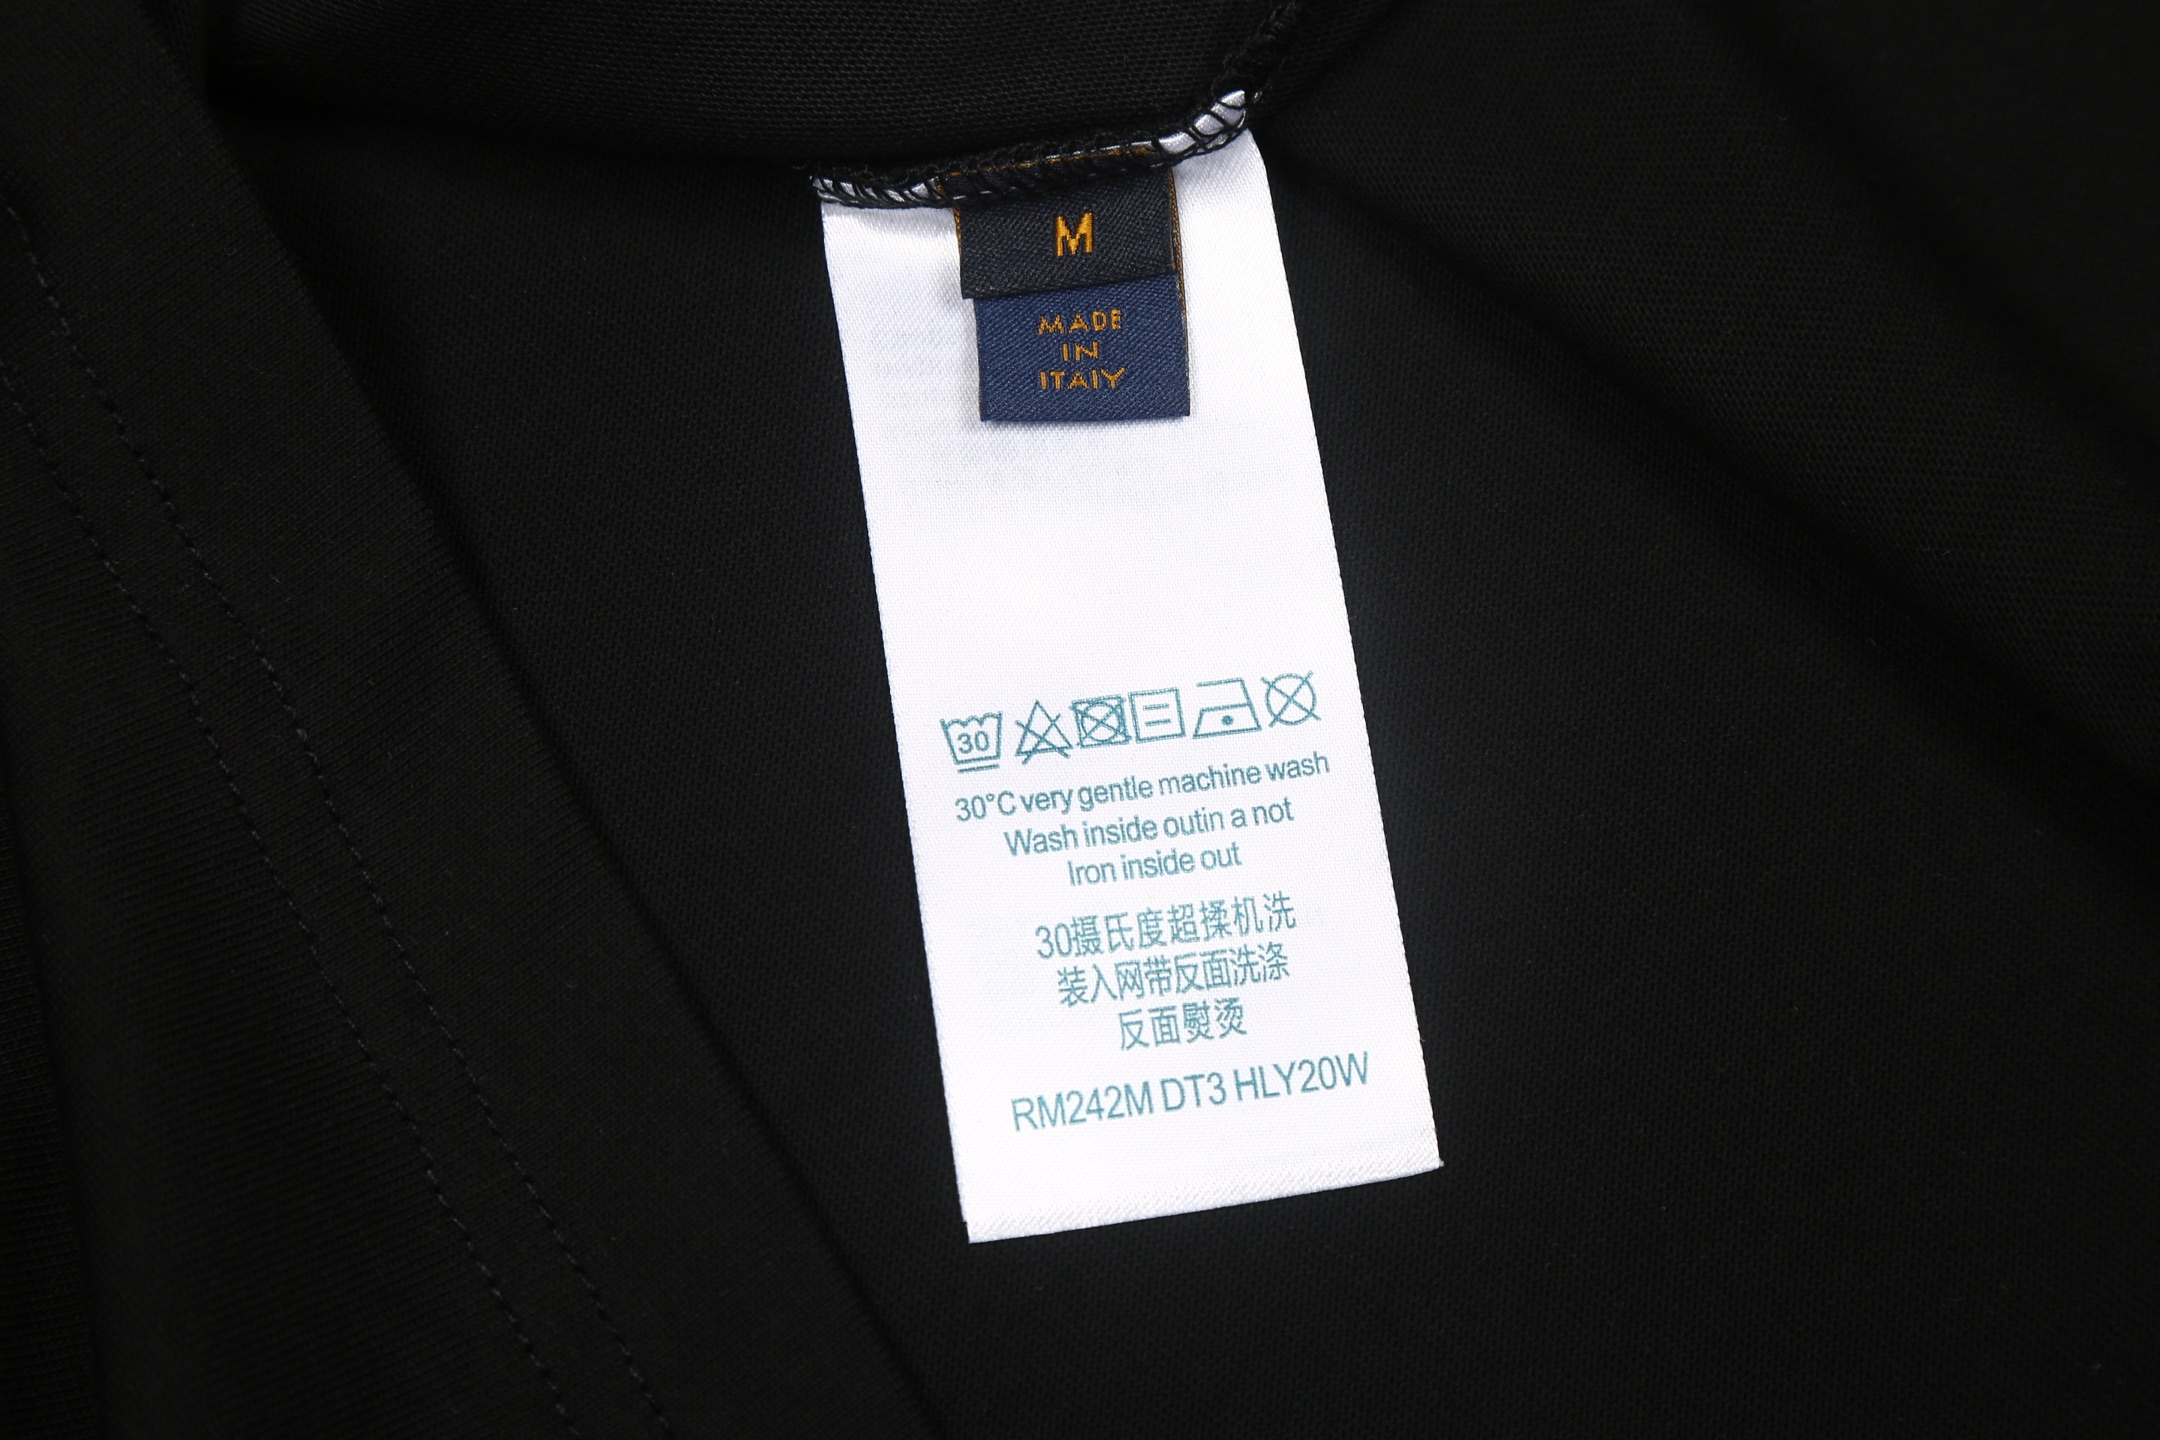 M
MADE
IN
ITAIY
30
30°C very gentle machine wash
Wash inside outin a not
Iron inside out
30摄氏度超揉机洗
装入网带反面洗涤
反面熨烫
RM242M DT3 HLY20W